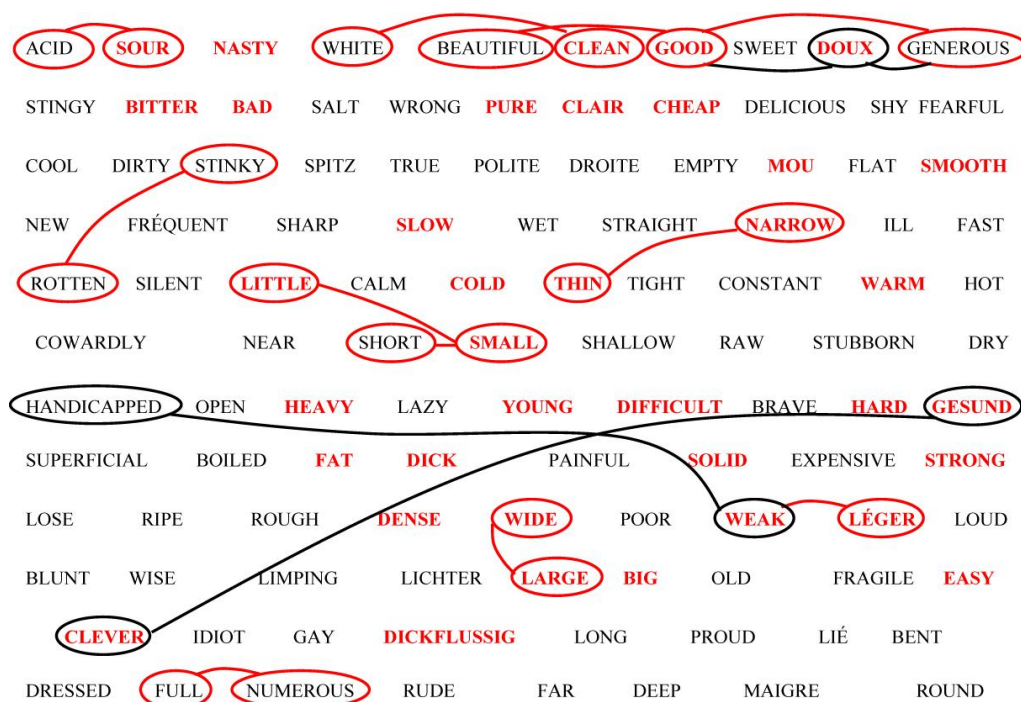 ACID SOUR NASTY WHITE BEAUTIFUL CLEAN GOOD SWEET DOUX GENEROUS
STINGY BITTER BAD SALT WRONG PURE CLAIR CHEAP DELICIOUS SHY FEARFUL
COOL DIRTY STINKY SPITZ TRUE POLITE DROITE EMPTY MOU FLAT SMOOTH
NEW FRÉQUENT SHARP SLOW WET STRAIGHT NARROW ILL FAST
ROTTEN SILENT LITTLE CALM COLD THIN TIGHT CONSTANT WARM HOT
COWARDLY NEAR SHORT SMALL SHALLOW RAW STUBBORN DRY
HANDICAPPED OPEN HEAVY LAZY YOUNG DIFFICULT BRAVE HARD GESUND
SUPERFICIAL BOILED FAT DICK PAINFUL SOLID EXPENSIVE STRONG
LOSE RIPE ROUGH DENSE WIDE POOR WEAK LÉGER LOUD
BLUNT WISE LIMPING LICHTER LARGE BIG OLD FRAGILE EASY
CLEVER IDIOT GAY DICKFLUSSIG LONG PROUD LIÉ BENT
DRESSED FULL NUMEROUS RUDE FAR DEEP MAIGRE ROUND